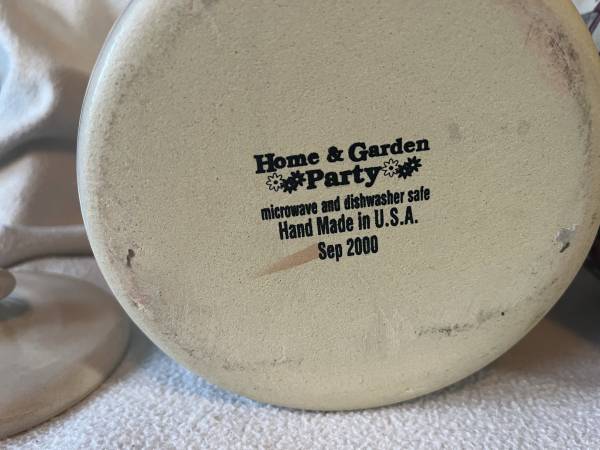 Home & Garden
Party
microwave and dishwasher safe
Hand Made in U.S.A.
Sep 2000